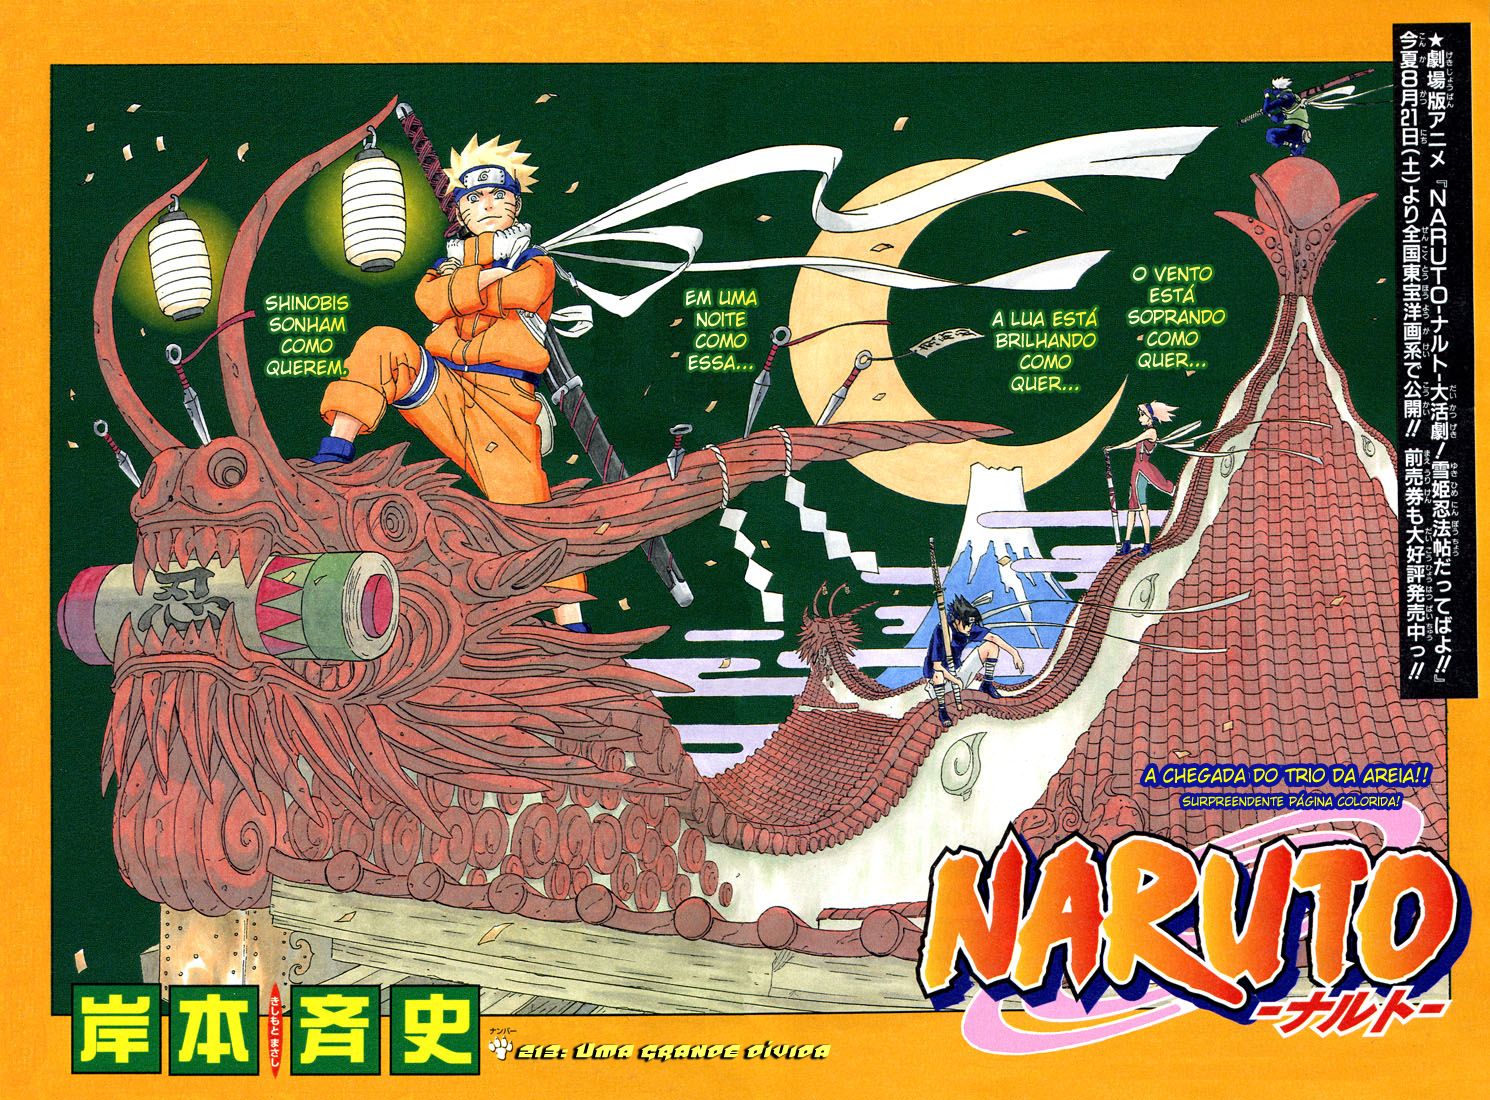 ★劇場版アニメ『NARUTO-ナルト-大活劇!雪姫忍法帖だってばよ!!』
今夏8月21日(土)より全国東宝洋画系で公開!! 前売券も大好評発売中っ!!
O VENTO
ESTÁ
SOPRANDO
COMO
QUER...
A LUA ESTÁ
BRILHANDO
COMO
QUER...
EM UMA
NOITE
COMO
ESSA...
SHINOBIS
SONHAM
COMO
QUEREM.
忍
A CHEGADA DO TRIO DA AREIA!!
SURPREENDENTE PÁGINA COLORIDA!
NARUTO
-ナルト-
岸本斉史
きしもと まさし
ナンバー
213: UMA GRANDE DÍVIDA